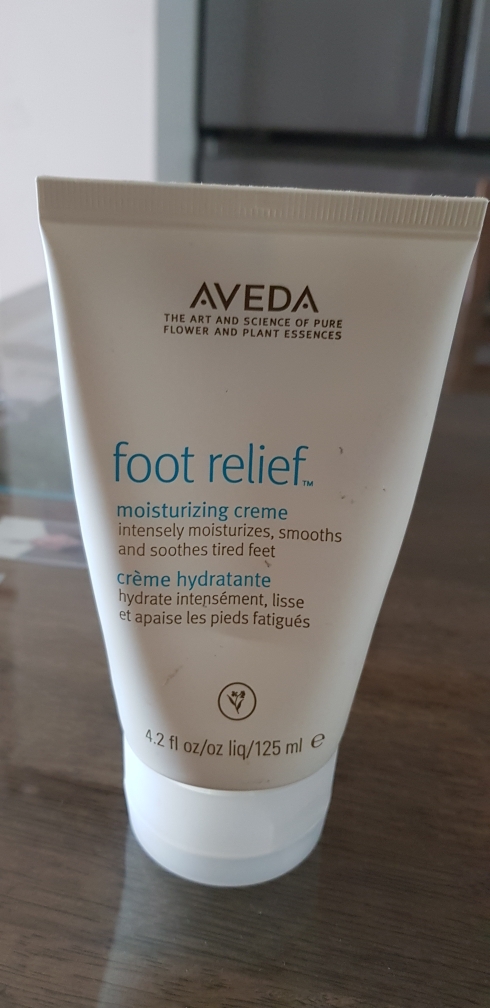 AVEDA
THE ART AND SCIENCE OF PURE
FLOWER AND PLANT ESSENCES
foot relief™
moisturizing creme
intensely moisturizes, smooths
and soothes tired feet
crème hydratante
hydrate intensément, lisse
et apaise les pieds fatigués
4.2 fl oz/oz liq/125 ml ℮